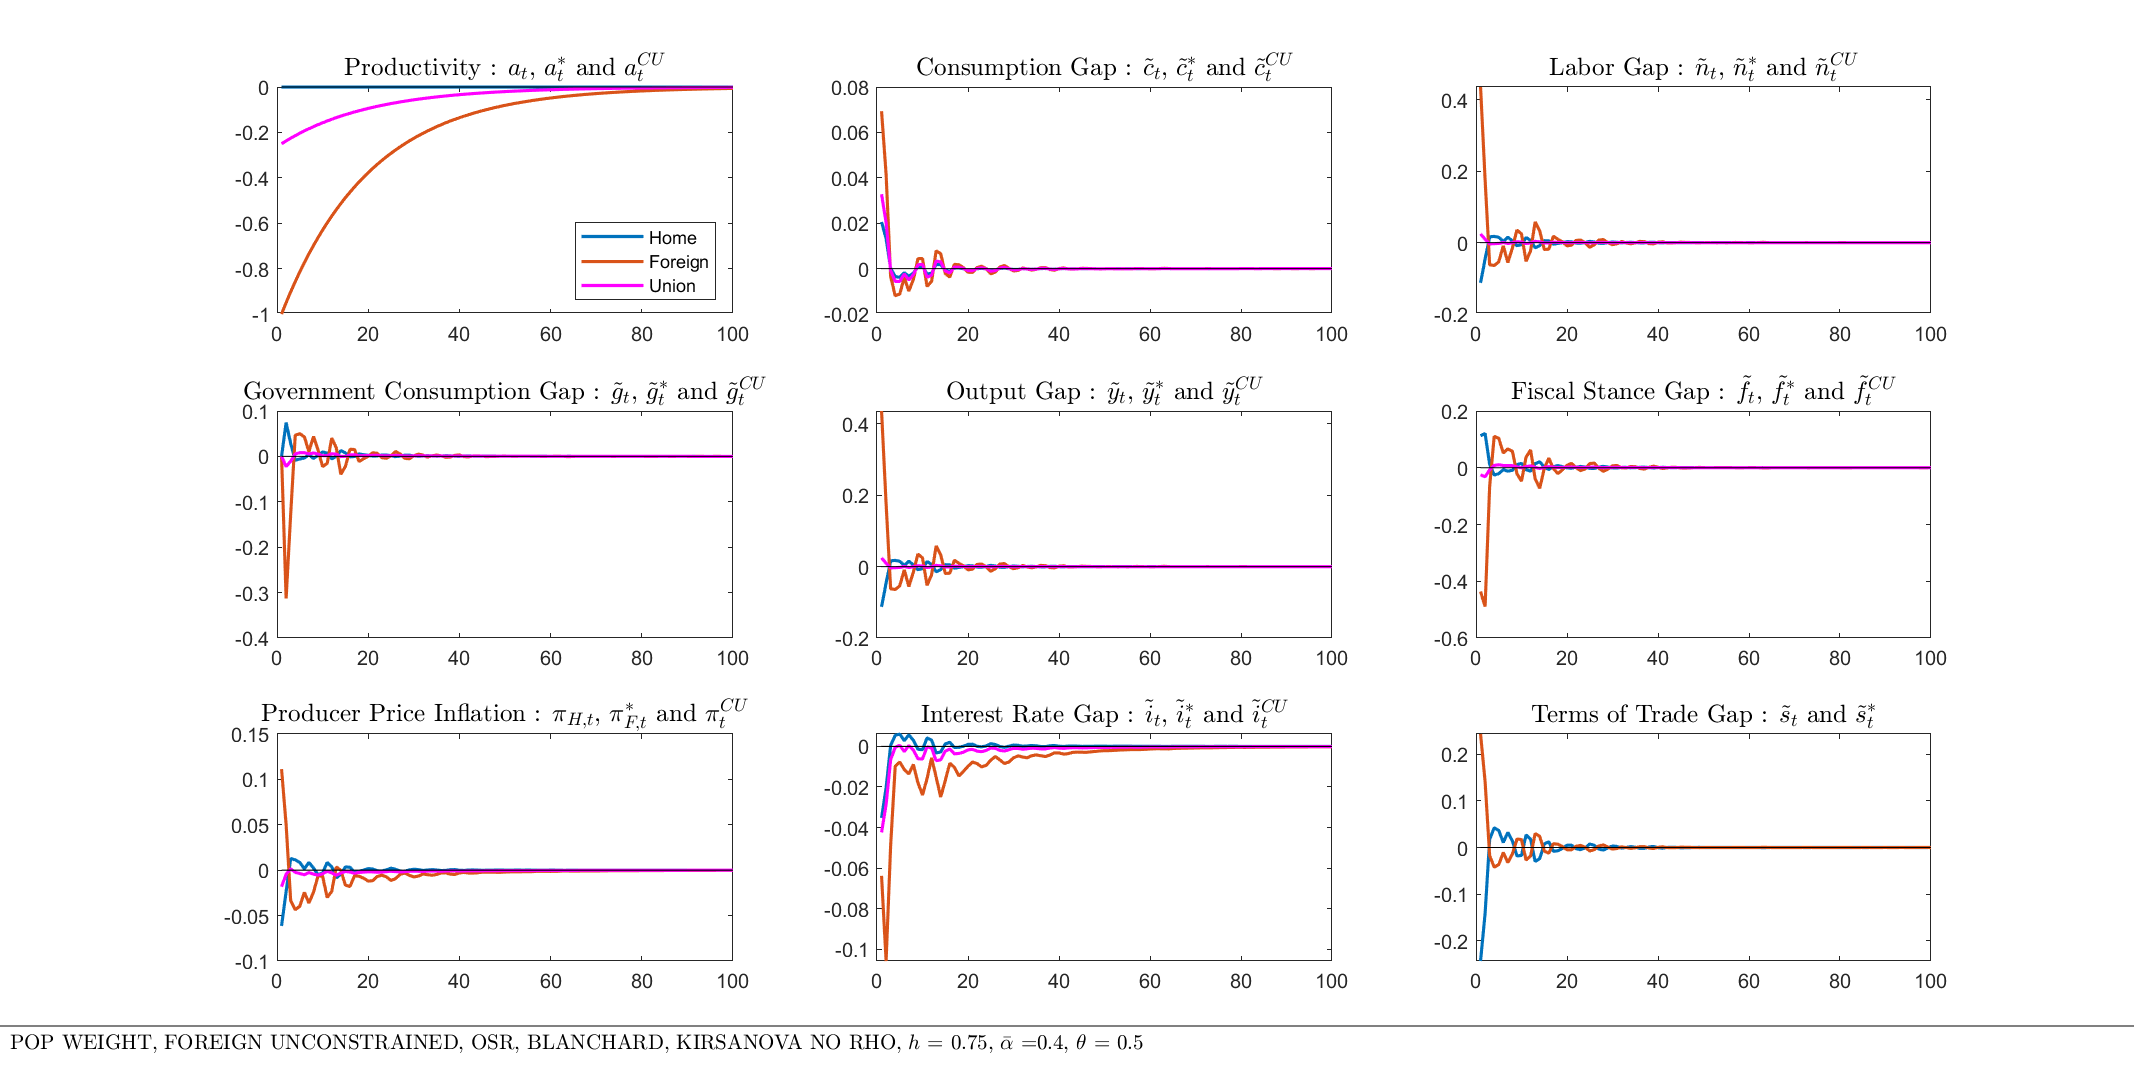 Productivity : a_t, a_t^* and a_t^{CU}
Consumption Gap : c̃_t, c̃_t^* and c̃_t^{CU}
Labor Gap : ñ_t, ñ_t^* and ñ_t^{CU}
0
-0.2
-0.4
-0.6
-0.8
-1
0 20 40 60 80 100
Home
Foreign
Union
0.08
0.06
0.04
0.02
0
-0.02
0 20 40 60 80 100
0.4
0.2
0
-0.2
0 20 40 60 80 100
Government Consumption Gap : g̃_t, g̃_t^* and g̃_t^{CU}
Output Gap : ỹ_t, ỹ_t^* and ỹ_t^{CU}
Fiscal Stance Gap : f̃_t, f̃_t^* and f̃_t^{CU}
0.1
0
-0.1
-0.2
-0.3
-0.4
0 20 40 60 80 100
0.4
0.2
0
-0.2
0 20 40 60 80 100
0.2
0
-0.2
-0.4
-0.6
0 20 40 60 80 100
Producer Price Inflation : π_{H,t}, π_{F,t}^* and π_t^{CU}
Interest Rate Gap : ĩ_t, ĩ_t^* and ĩ_t^{CU}
Terms of Trade Gap : s̃_t and s̃_t^*
0.15
0.1
0.05
0
-0.05
-0.1
0 20 40 60 80 100
0
-0.02
-0.04
-0.06
-0.08
-0.1
0 20 40 60 80 100
0.2
0.1
0
-0.1
-0.2
0 20 40 60 80 100
POP WEIGHT, FOREIGN UNCONSTRAINED, OSR, BLANCHARD, KIRSANOVA NO RHO, h = 0.75, ᾱ =0.4, θ = 0.5